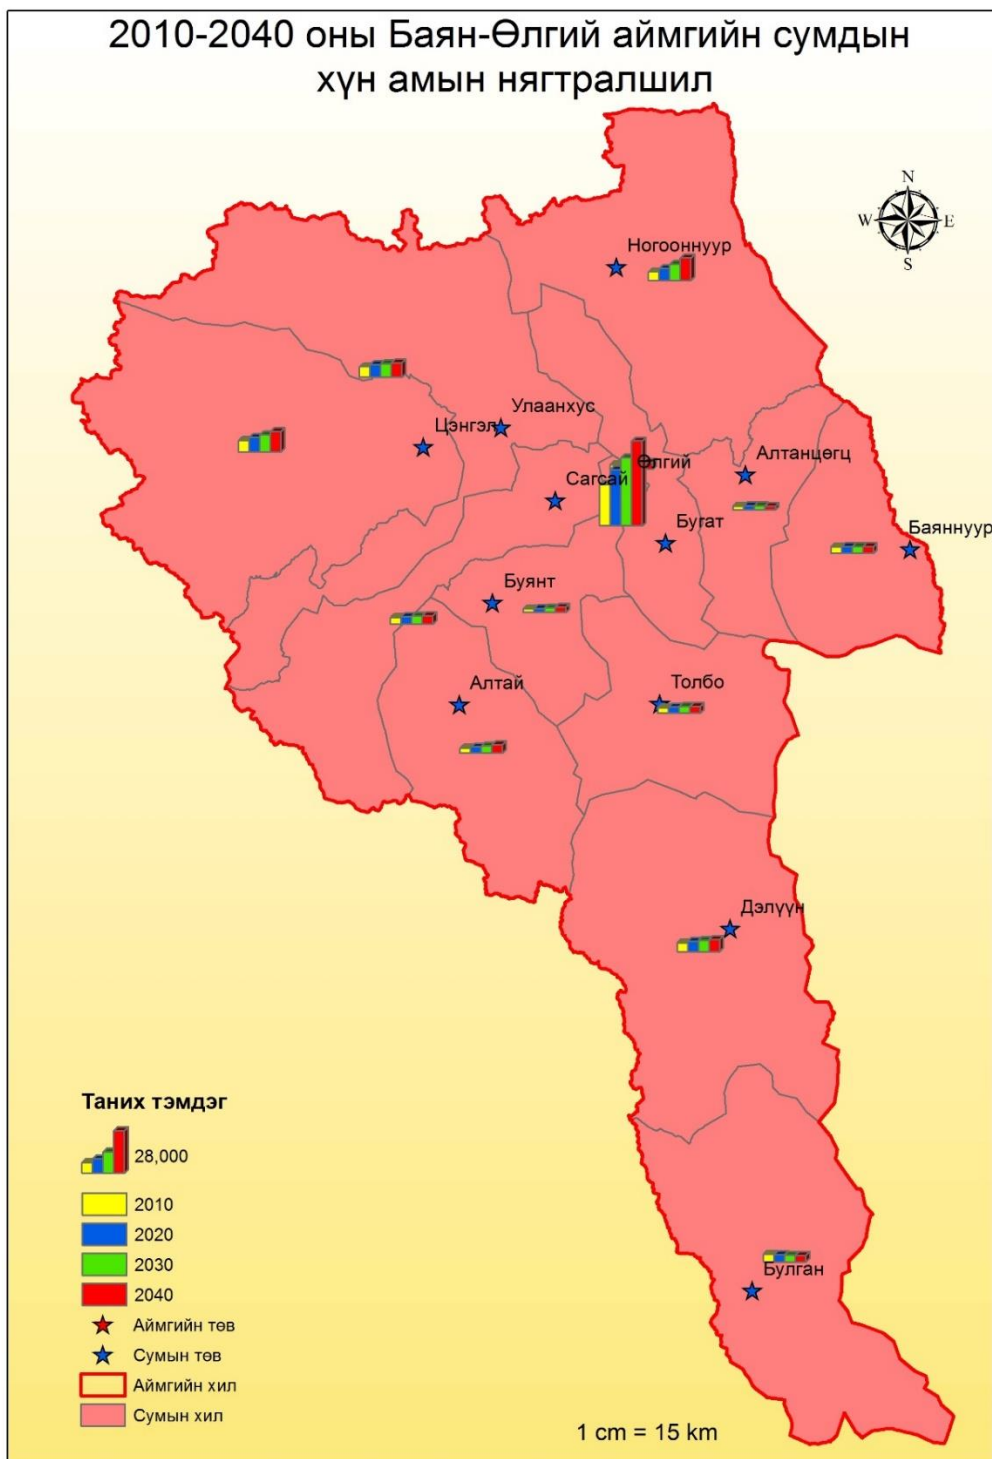 2010-2040 оны Баян-Өлгий аймгийн сумдын
хүн амын нягтралшил
N
W
E
S
Ногооннуур
Улаанхус
Цэнгэл
Өлгий
Алтанцөгц
Сагсай
Бугат
Баяннуур
Буянт
Алтай
Толбо
Дэлүүн
Булган
Таних тэмдэг
28,000
2010
2020
2030
2040
Аймгийн төв
Сумын төв
Аймгийн хил
Сумын хил
1 cm = 15 km